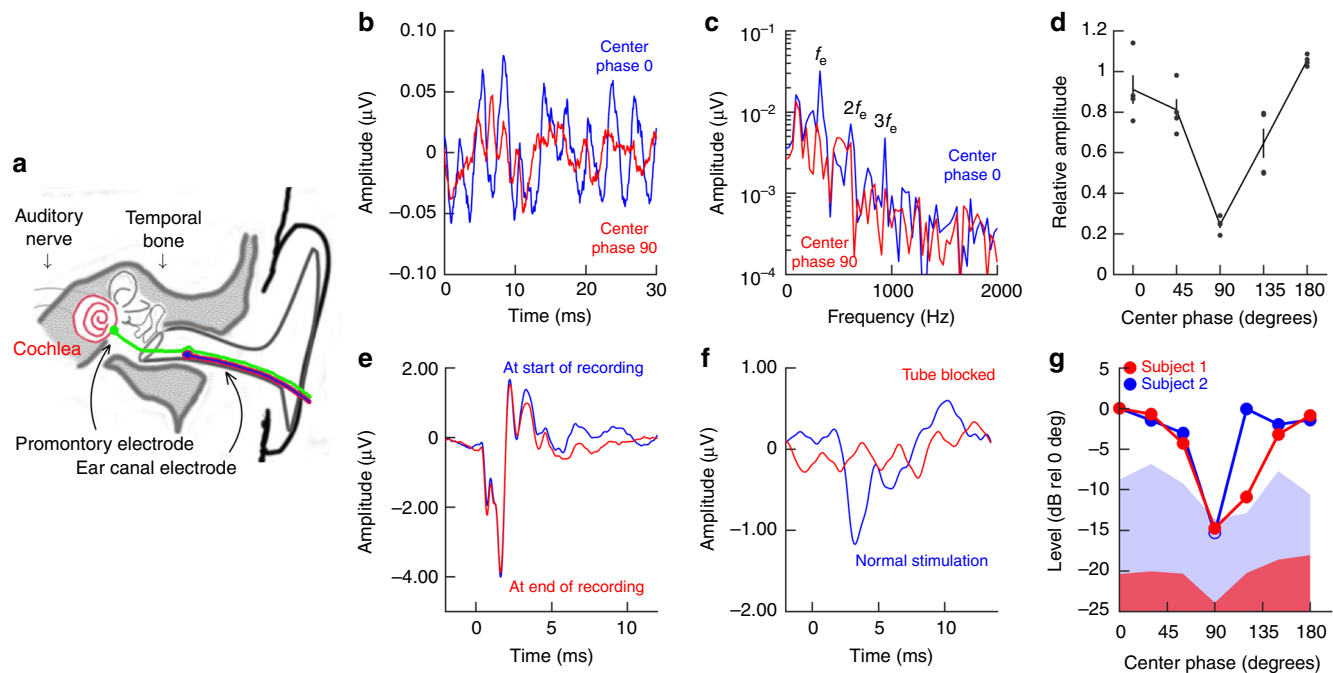 a
Auditory
nerve
↓
Temporal
bone
↓
Cochlea
Promontory electrode
Ear canal electrode
b
0.10
0.05
0
−0.05
−0.10
Amplitude (μV)
Center
phase 0
Center
phase 90
0 10 20 30
Time (ms)
c
10⁻¹
10⁻²
10⁻³
10⁻⁴
Amplitude (μV)
fe
2fe
3fe
Center
phase 0
Center
phase 90
0 1000 2000
Frequency (Hz)
d
1.2
1
0.8
0.6
0.4
0.2
0
Relative amplitude
0 45 90 135 180
Center phase (degrees)
e
2.00
0
−2.00
−4.00
Amplitude (μV)
At start of recording
At end of recording
0 5 10
Time (ms)
f
1.00
0
−1.00
−2.00
Amplitude (μV)
Tube blocked
Normal stimulation
0 5 10
Time (ms)
g
5
0
−5
−10
−15
−20
−25
Level (dB rel 0 deg)
Subject 1
Subject 2
0 45 90 135 180
Center phase (degrees)